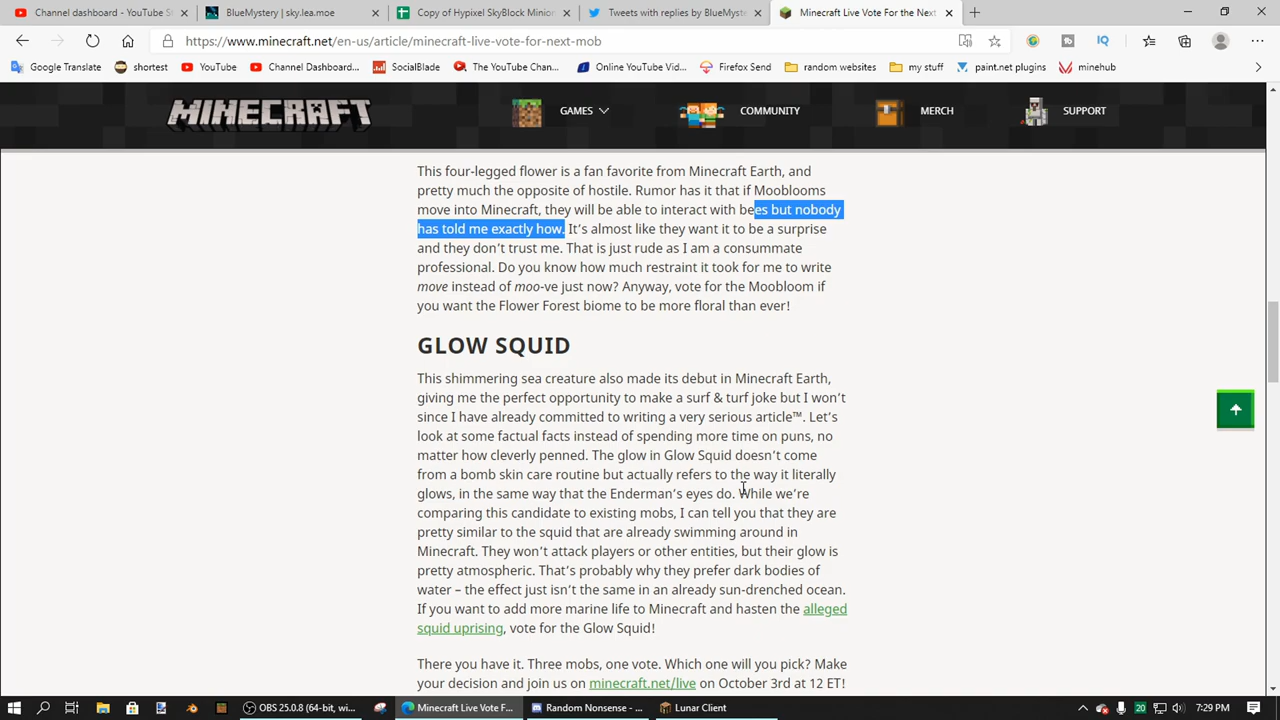 Channel dashboard - YouTube St
BlueMystery | sky.lea.moe
Copy of Hypixel SkyBlock Minion
Tweets with replies by BlueMyste
Minecraft Live Vote For the Next
https://www.minecraft.net/en-us/article/minecraft-live-vote-for-next-mob
Google Translate
shortest
YouTube
Channel Dashboard...
SocialBlade
The YouTube Chan...
Online YouTube Vid...
Firefox Send
random websites
my stuff
paint.net plugins
minehub
MINECRAFT
GAMES
COMMUNITY
MERCH
SUPPORT
This four-legged flower is a fan favorite from Minecraft Earth, and
pretty much the opposite of hostile. Rumor has it that if Mooblooms
move into Minecraft, they will be able to interact with bees but nobody
has told me exactly how. It’s almost like they want it to be a surprise
and they don’t trust me. That is just rude as I am a consummate
professional. Do you know how much restraint it took for me to write
move instead of moo-ve just now? Anyway, vote for the Moobloom if
you want the Flower Forest biome to be more floral than ever!
GLOW SQUID
This shimmering sea creature also made its debut in Minecraft Earth,
giving me the perfect opportunity to make a surf & turf joke but I won’t
since I have already committed to writing a very serious article™. Let’s
look at some factual facts instead of spending more time on puns, no
matter how cleverly penned. The glow in Glow Squid doesn’t come
from a bomb skin care routine but actually refers to the way it literally
glows, in the same way that the Enderman’s eyes do. While we’re
comparing this candidate to existing mobs, I can tell you that they are
pretty similar to the squid that are already swimming around in
Minecraft. They won’t attack players or other entities, but their glow is
pretty atmospheric. That’s probably why they prefer dark bodies of
water – the effect just isn’t the same in an already sun-drenched ocean.
If you want to add more marine life to Minecraft and hasten the alleged
squid uprising, vote for the Glow Squid!
There you have it. Three mobs, one vote. Which one will you pick? Make
your decision and join us on minecraft.net/live on October 3rd at 12 ET!
OBS 25.0.8 (64-bit, wi...
Minecraft Live Vote F...
Random Nonsense - ...
Lunar Client
20
7:29 PM